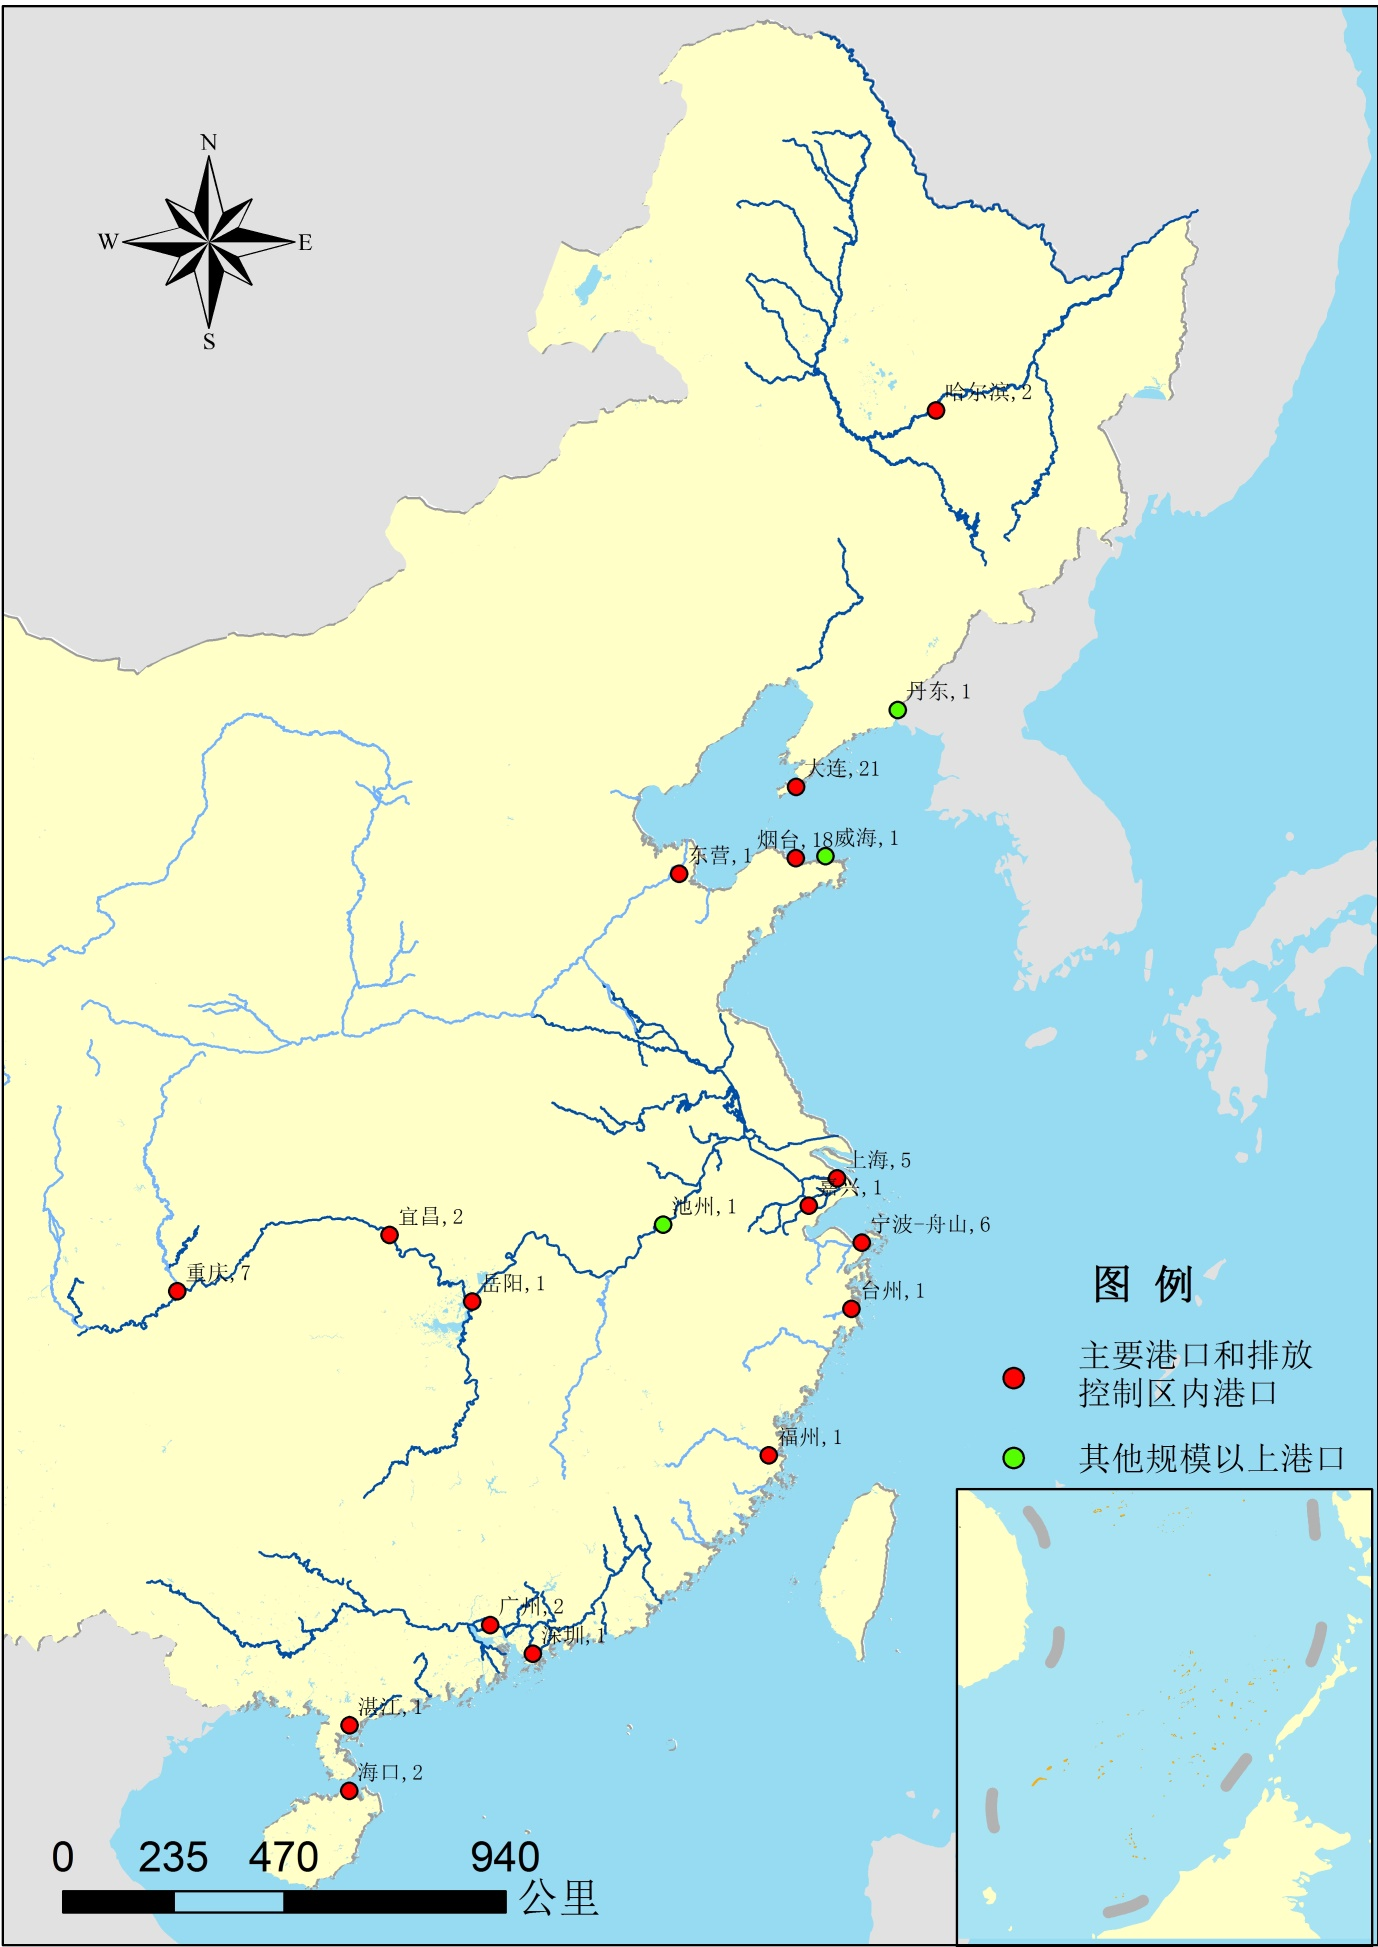 N
W
E
S
哈尔滨,2
丹东,1
大连,21
烟台,18
威海,1
东营,1
上海,5
嘉兴,1
池州,1
宜昌,2
宁波-舟山,6
重庆,7
岳阳,1
台州,1
福州,1
广州,2
深圳,1
湛江,1
海口,2
图 例
主要港口和排放
控制区内港口
其他规模以上港口
0 235 470 940
公里